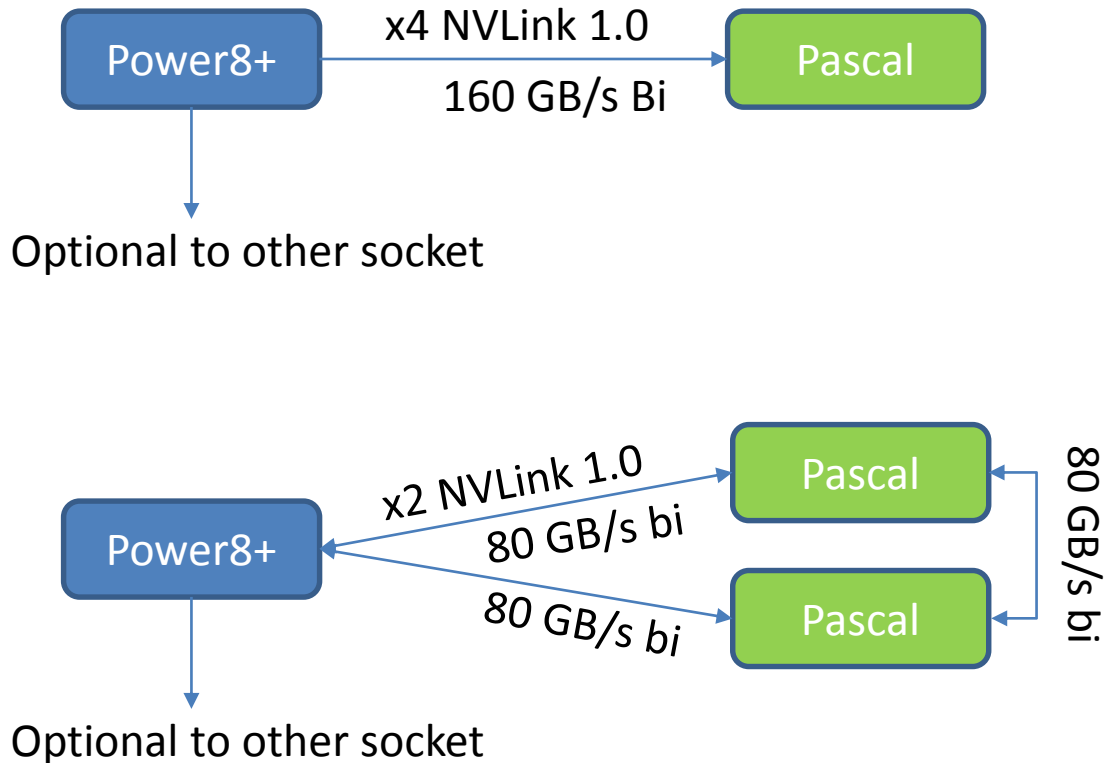 Power8+
x4 NVLink 1.0
160 GB/s Bi
Pascal
Optional to other socket
Power8+
x2 NVLink 1.0
80 GB/s bi
80 GB/s bi
Pascal
Pascal
80 GB/s bi
Optional to other socket